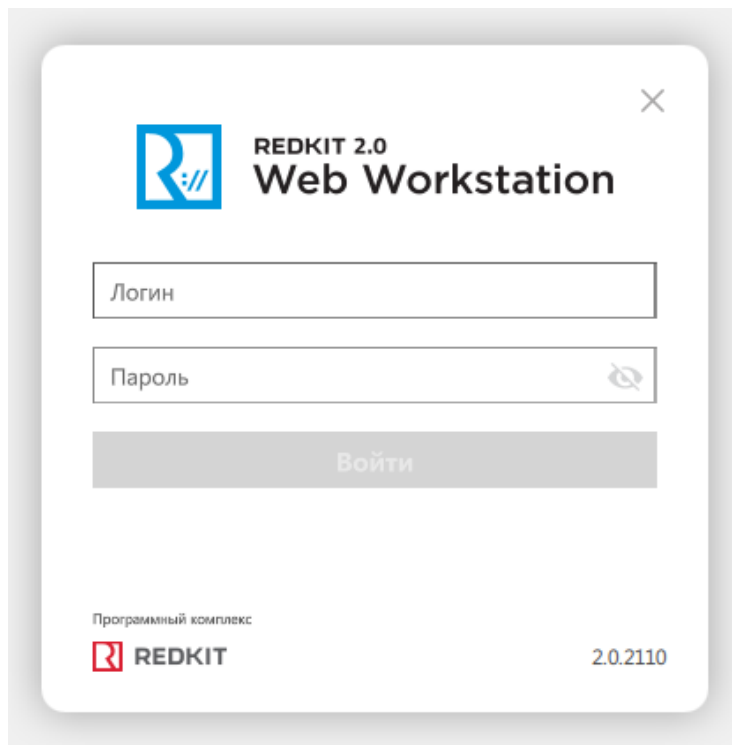 REDKIT 2.0
Web Workstation
Логин
Пароль
Войти
Программный комплекс
REDKIT
2.0.2110